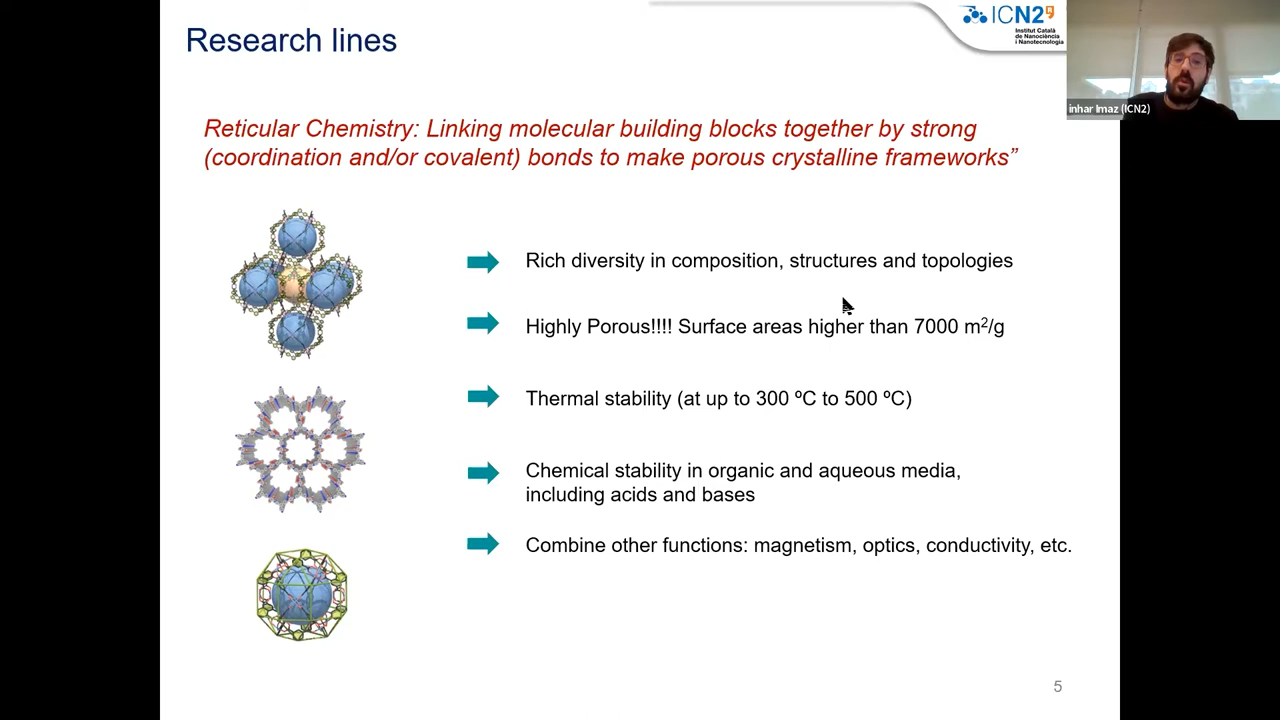 Research lines
ICN2
Institut Català
de Nanociència
i Nanotecnologia
inhar Imaz (ICN2)
Reticular Chemistry: Linking molecular building blocks together by strong
(coordination and/or covalent) bonds to make porous crystalline frameworks”
Rich diversity in composition, structures and topologies
Highly Porous!!!! Surface areas higher than 7000 m²/g
Thermal stability (at up to 300 ºC to 500 ºC)
Chemical stability in organic and aqueous media,
including acids and bases
Combine other functions: magnetism, optics, conductivity, etc.
5